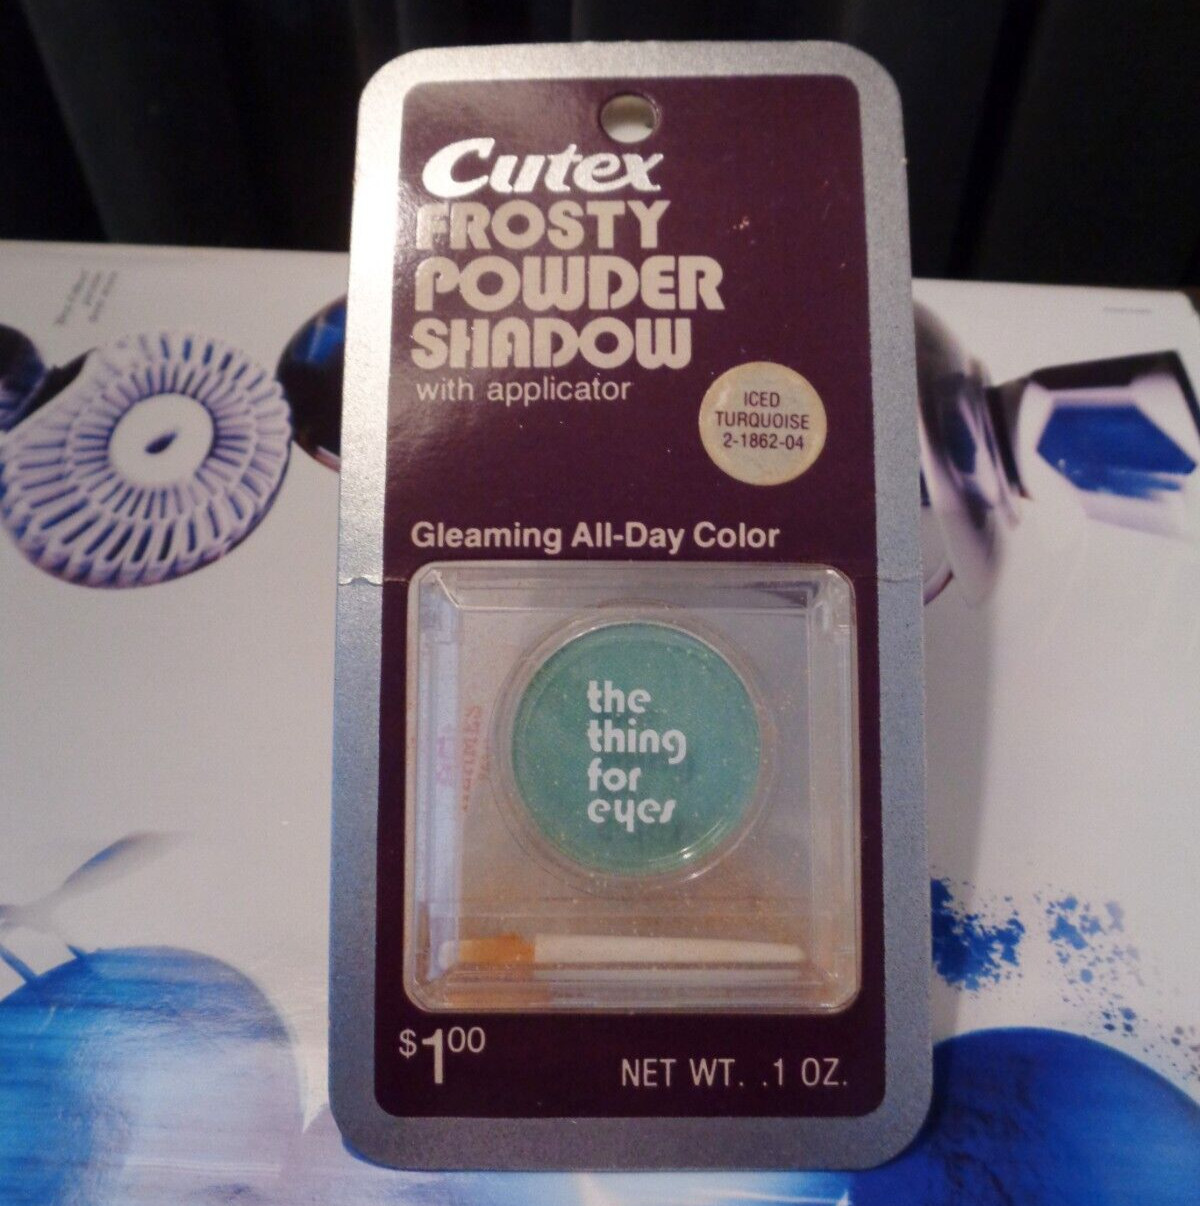 Cutex
FROSTY
POWDER
SHADOW
with applicator
ICED
TURQUOISE
2-1862-04
Gleaming All-Day Color
the
thing
for
eyes
$1.00
NET WT. .1 OZ.